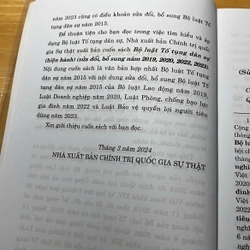 năm 2023 cũng có điều khoản sửa đổi, bổ sung Bộ luật Tố
tụng dân sự năm 2015.
Để thuận tiện cho bạn đọc trong việc tìm hiểu và áp
dụng Bộ luật Tố tụng dân sự, Nhà xuất bản Chính trị quốc
gia Sự thật xuất bản cuốn sách Bộ luật Tố tụng dân sự
(hiện hành) (sửa đổi, bổ sung năm 2019, 2020, 2022, 2023).
Nội dung cuốn sách là văn bản hợp nhất Bộ luật Tố tụng
dân sự năm 2015 với nội dung sửa đổi, bổ sung Bộ luật Tố
tụng dân sự năm 2015 của Bộ luật Lao động năm 2019,
Luật Doanh nghiệp năm 2020, Luật Phòng, chống bạo lực
gia đình năm 2022 và Luật Bảo vệ quyền lợi người tiêu
dùng năm 2023.
Xin giới thiệu cuốn sách với bạn đọc.
Tháng 3 năm 2024
NHÀ XUẤT BẢN CHÍNH TRỊ QUỐC GIA SỰ THẬT